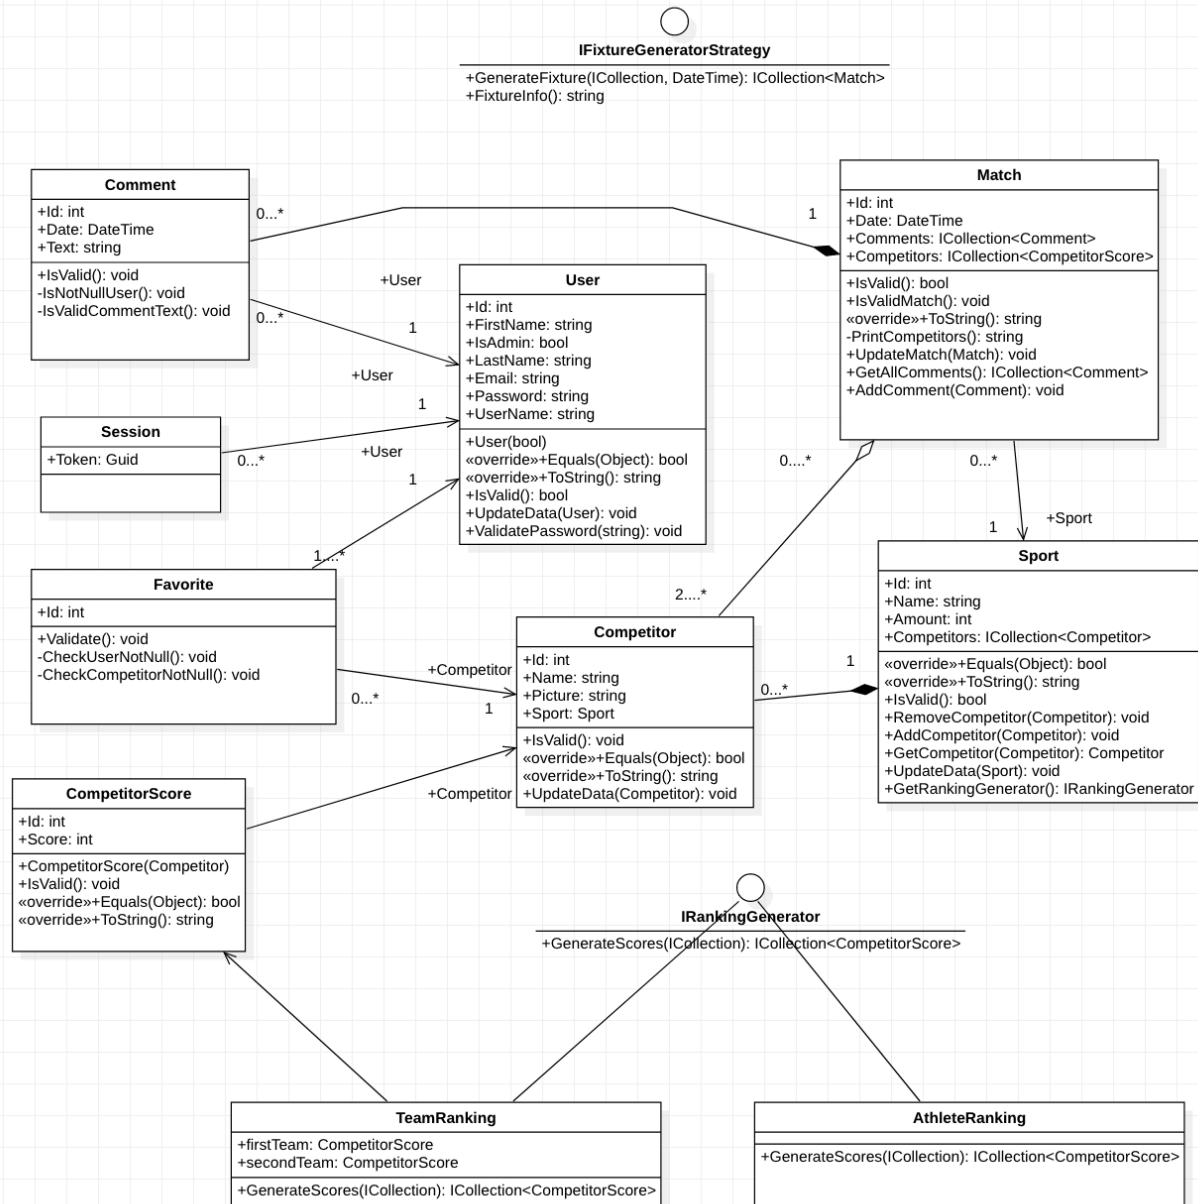 IFixtureGeneratorStrategy
+GenerateFixture(ICollection, DateTime): ICollection<Match>
+FixtureInfo(): string
Comment
+Id: int
+Date: DateTime
+Text: string
+IsValid(): void
-IsNotNullUser(): void
-IsValidCommentText(): void
0...*
1
Match
+Id: int
+Date: DateTime
+Comments: ICollection<Comment>
+Competitors: ICollection<CompetitorScore>
+IsValid(): bool
+IsValidMatch(): void
«override»+ToString(): string
-PrintCompetitors(): string
+UpdateMatch(Match): void
+GetAllComments(): ICollection<Comment>
+AddComment(Comment): void
+User
0...*
1
User
+Id: int
+FirstName: string
+IsAdmin: bool
+LastName: string
+Email: string
+Password: string
+UserName: string
+User(bool)
«override»+Equals(Object): bool
«override»+ToString(): string
+IsValid(): bool
+UpdateData(User): void
+ValidatePassword(string): void
+User
1
Session
+Token: Guid
0...*
+User
1
1....*
Favorite
+Id: int
+Validate(): void
-CheckUserNotNull(): void
-CheckCompetitorNotNull(): void
0....*
2....*
0...*
1
+Sport
Sport
+Id: int
+Name: string
+Amount: int
+Competitors: ICollection<Competitor>
«override»+Equals(Object): bool
«override»+ToString(): string
+IsValid(): bool
+RemoveCompetitor(Competitor): void
+AddCompetitor(Competitor): void
+GetCompetitor(Competitor): Competitor
+UpdateData(Sport): void
+GetRankingGenerator(): IRankingGenerator
+Competitor
0...*
1
Competitor
+Id: int
+Name: string
+Picture: string
+Sport: Sport
+IsValid(): void
«override»+Equals(Object): bool
«override»+ToString(): string
+UpdateData(Competitor): void
1
0...*
+Competitor
CompetitorScore
+Id: int
+Score: int
+CompetitorScore(Competitor)
+IsValid(): void
«override»+Equals(Object): bool
«override»+ToString(): string
IRankingGenerator
+GenerateScores(ICollection): ICollection<CompetitorScore>
TeamRanking
+firstTeam: CompetitorScore
+secondTeam: CompetitorScore
+GenerateScores(ICollection): ICollection<CompetitorScore>
AthleteRanking
+GenerateScores(ICollection): ICollection<CompetitorScore>